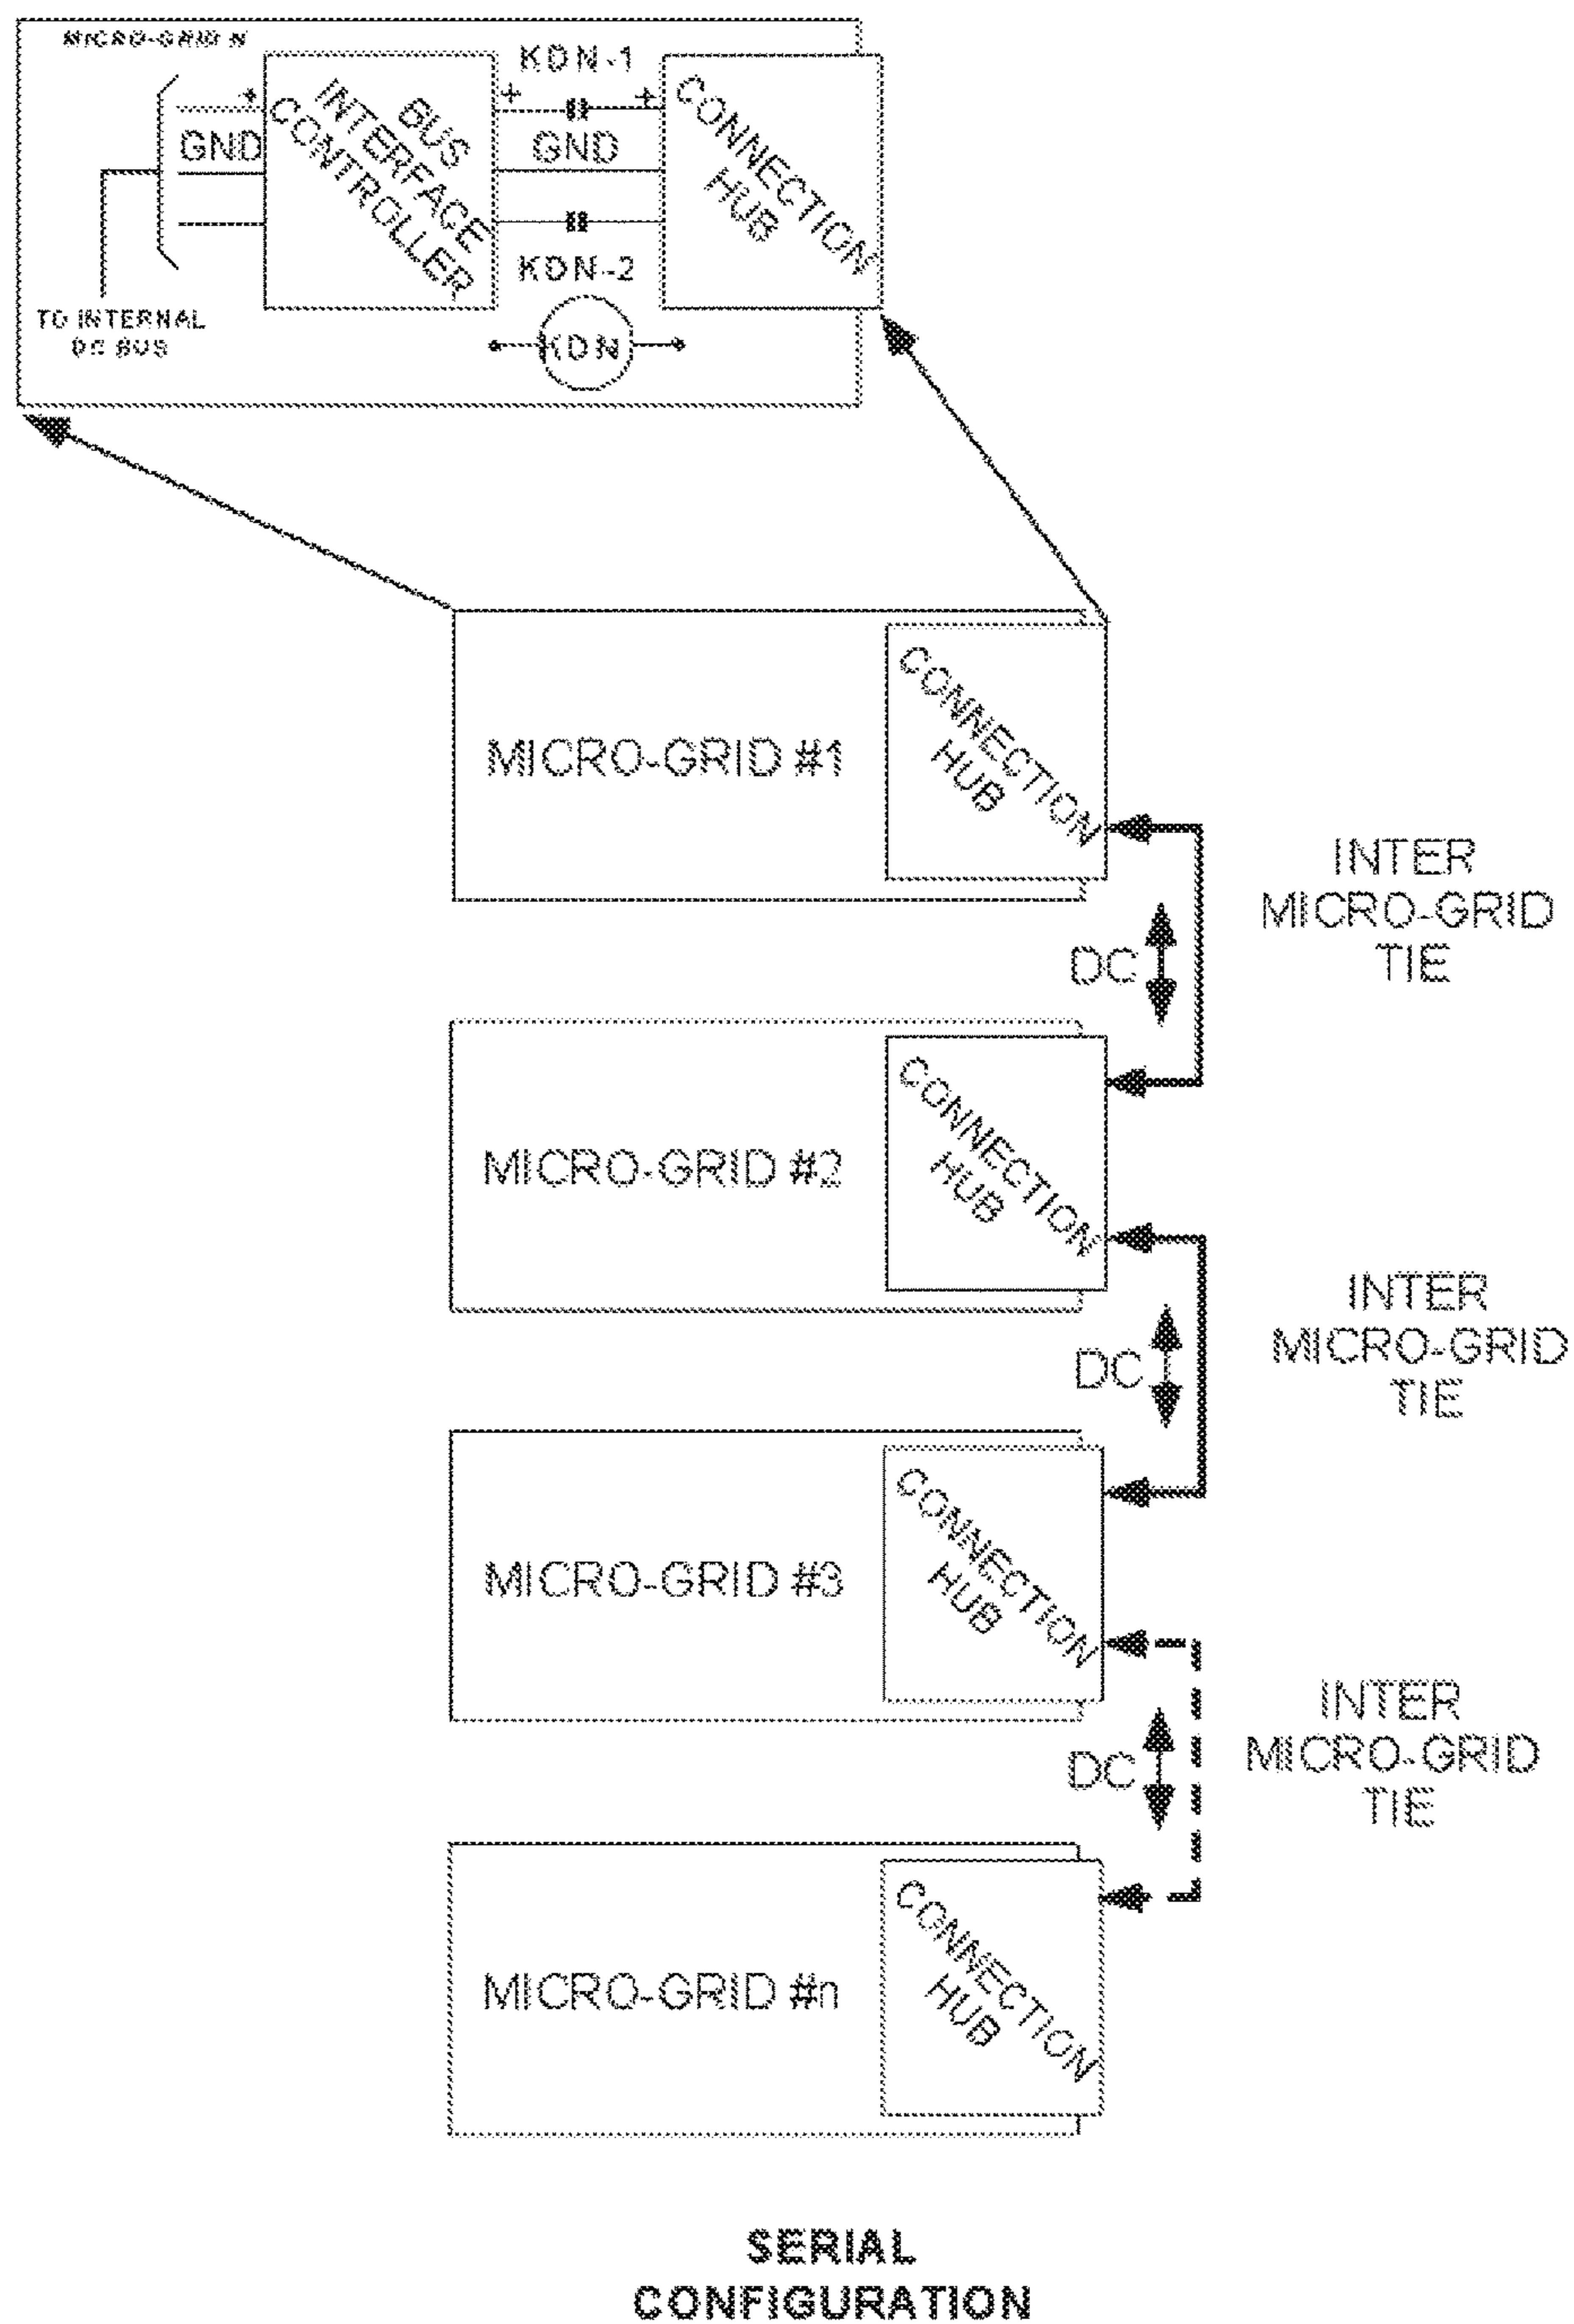 MICRO-GRID N
KDN-1
+
+
+
GND
BUS
INTERFACE
CONTROLLER
GND
CONNECTION
HUB
KDN-2
TO INTERNAL
DC BUS
KDN
MICRO-GRID #1
CONNECTION
HUB
INTER
MICRO-GRID
TIE
DC
MICRO-GRID #2
CONNECTION
HUB
INTER
MICRO-GRID
TIE
DC
MICRO-GRID #3
CONNECTION
HUB
INTER
MICRO-GRID
TIE
DC
MICRO-GRID #n
CONNECTION
HUB
SERIAL
CONFIGURATION